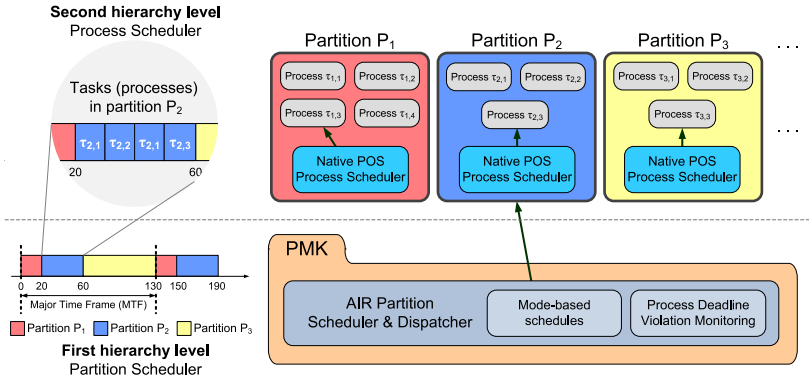 Second hierarchy level
Process Scheduler
Tasks (processes)
in partition P2
τ2,1 τ2,2 τ2,1 τ2,3
20 60
0 20 60 130 150 190
Major Time Frame (MTF)
Partition P1 Partition P2 Partition P3
First hierarchy level
Partition Scheduler
Partition P1
Process τ1,1 Process τ1,2
Process τ1,3 Process τ1,4
Native POS
Process Scheduler
Partition P2
Process τ2,1 Process τ2,2
Process τ2,3
Native POS
Process Scheduler
Partition P3
Process τ3,1 Process τ3,2
Process τ3,3
Native POS
Process Scheduler
. . .
. . .
PMK
AIR Partition
Scheduler & Dispatcher
Mode-based
schedules
Process Deadline
Violation Monitoring